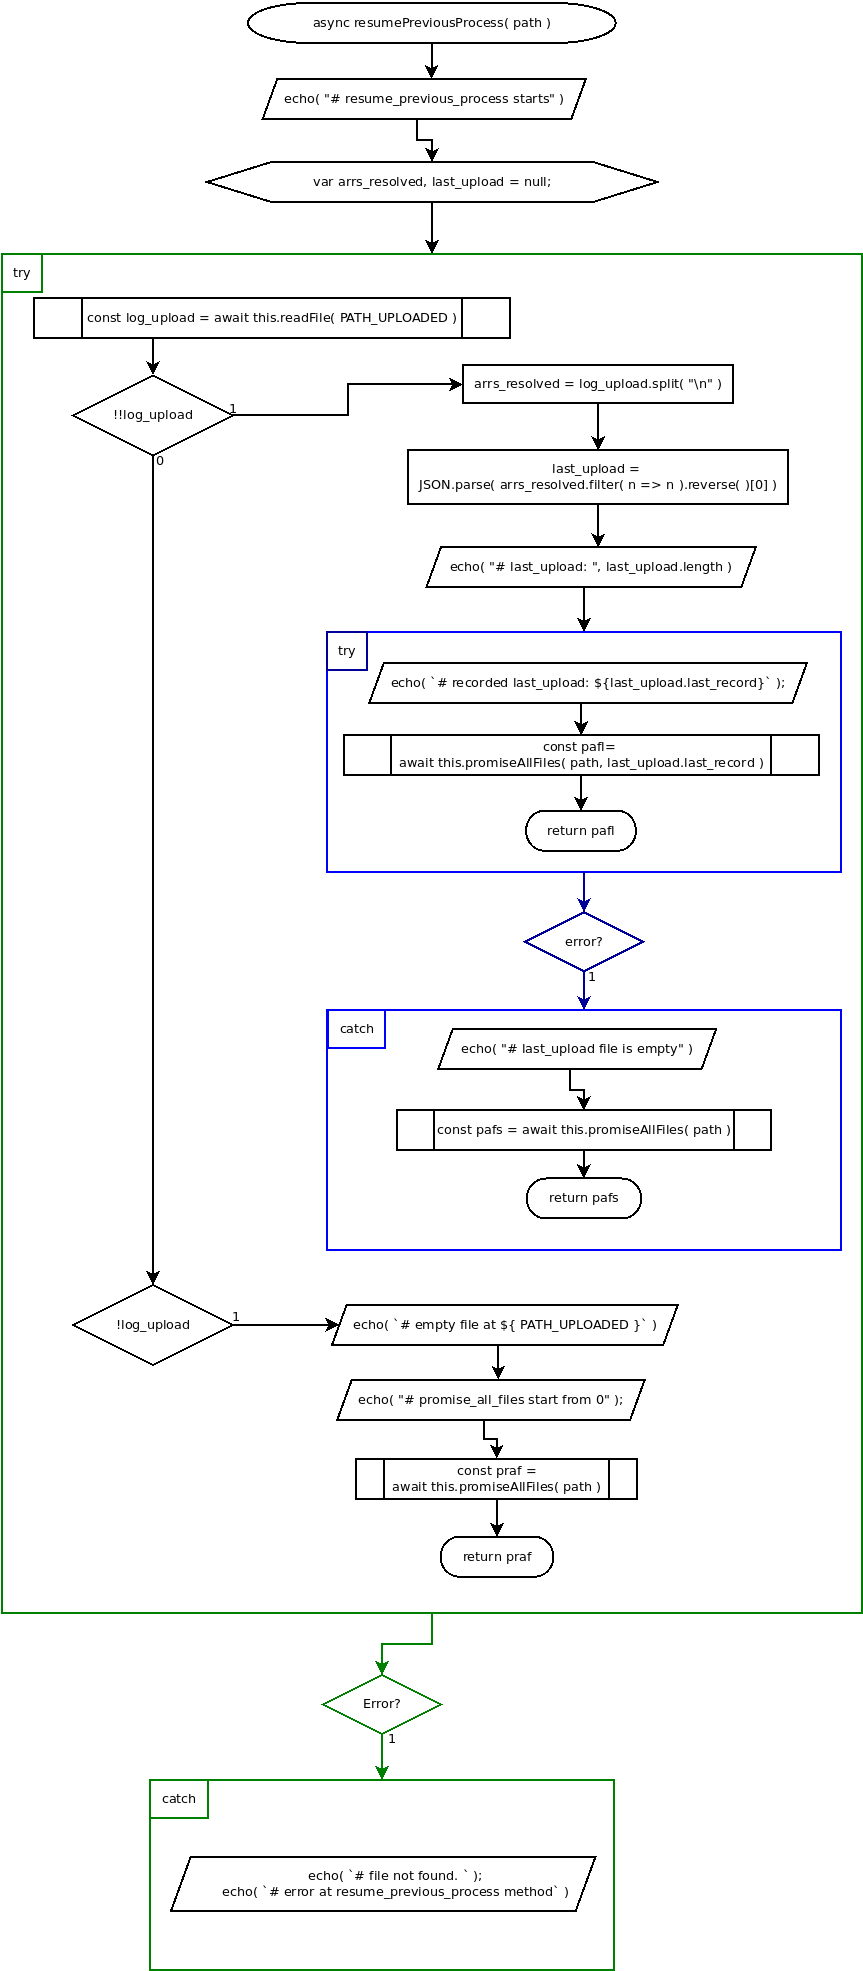 async resumePreviousProcess( path )
echo( "# resume_previous_process starts" )
var arrs_resolved, last_upload = null;
try
const log_upload = await this.readFile( PATH_UPLOADED )
!!log_upload
1
0
arrs_resolved = log_upload.split( "\n" )
last_upload =
JSON.parse( arrs_resolved.filter( n => n ).reverse( )[0] )
echo( "# last_upload: ", last_upload.length )
try
echo( `# recorded last_upload: ${last_upload.last_record}` );
const pafl=
await this.promiseAllFiles( path, last_upload.last_record )
return pafl
error?
1
catch
echo( "# last_upload file is empty" )
const pafs = await this.promiseAllFiles( path )
return pafs
!log_upload
1
echo( `# empty file at ${ PATH_UPLOADED }` )
echo( "# promise_all_files start from 0" );
const praf =
await this.promiseAllFiles( path )
return praf
Error?
1
catch
echo( `# file not found. ` );
echo( `# error at resume_previous_process method` )